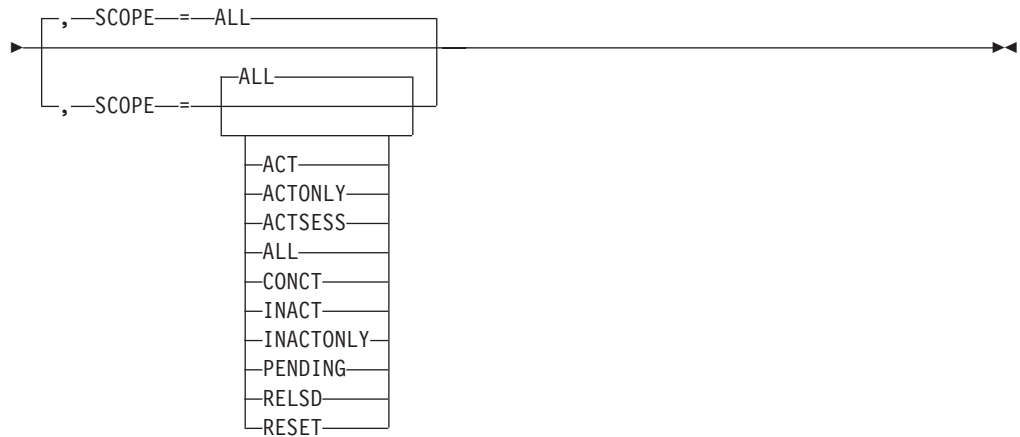 , SCOPE = ALL
ALL
, SCOPE =
ACT
ACTONLY
ACTSESS
ALL
CONCT
INACT
INACTONLY
PENDING
RELSD
RESET